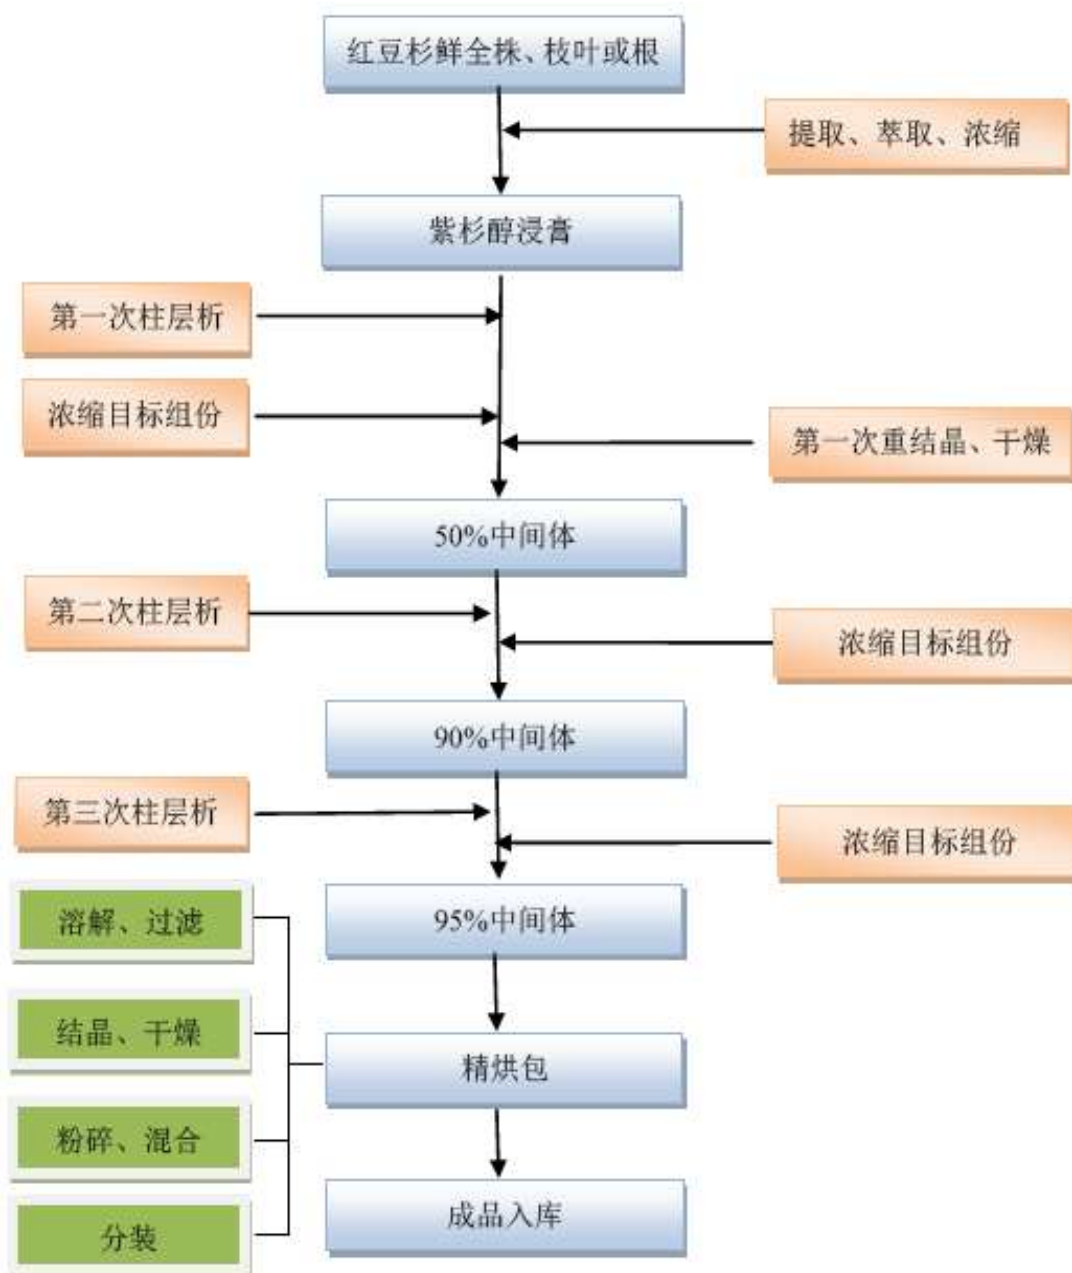 红豆杉鲜全株、枝叶或根
提取、萃取、浓缩
紫杉醇浸膏
第一次柱层析
浓缩目标组份
第一次重结晶、干燥
50%中间体
第二次柱层析
浓缩目标组份
90%中间体
第三次柱层析
浓缩目标组份
95%中间体
溶解、过滤
结晶、干燥
精烘包
粉碎、混合
成品入库
分装